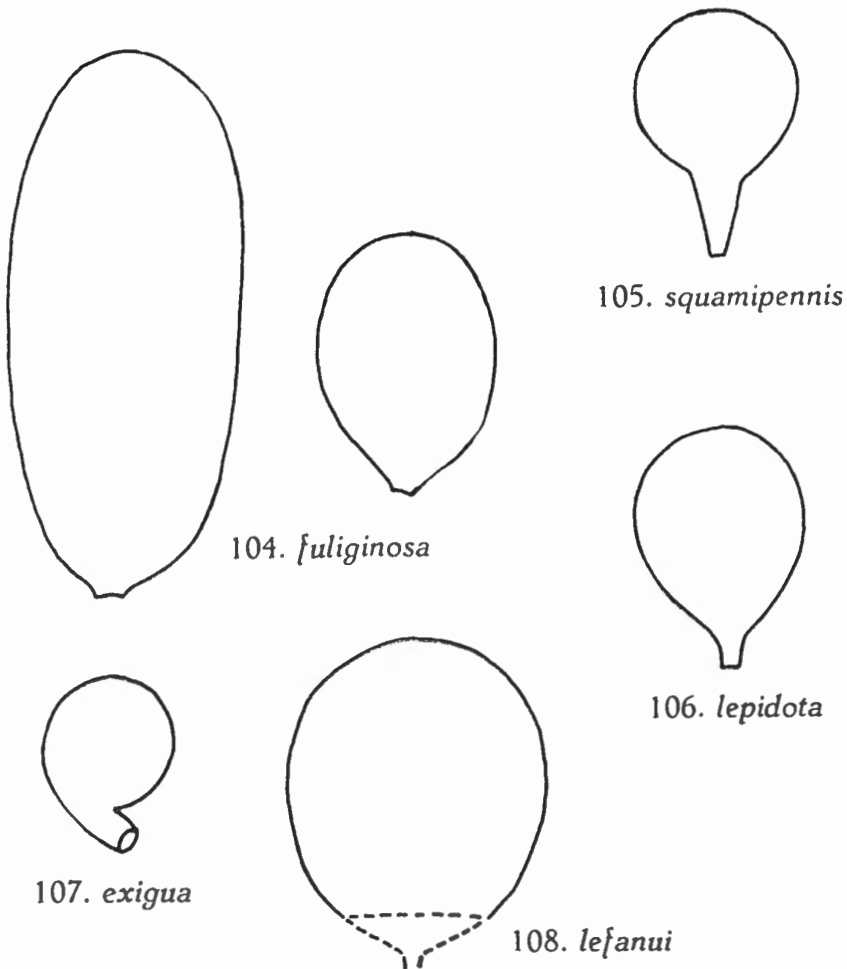 105. squamipennis
104. fuliginosa
106. lepidota
107. exigua
108. lefanui